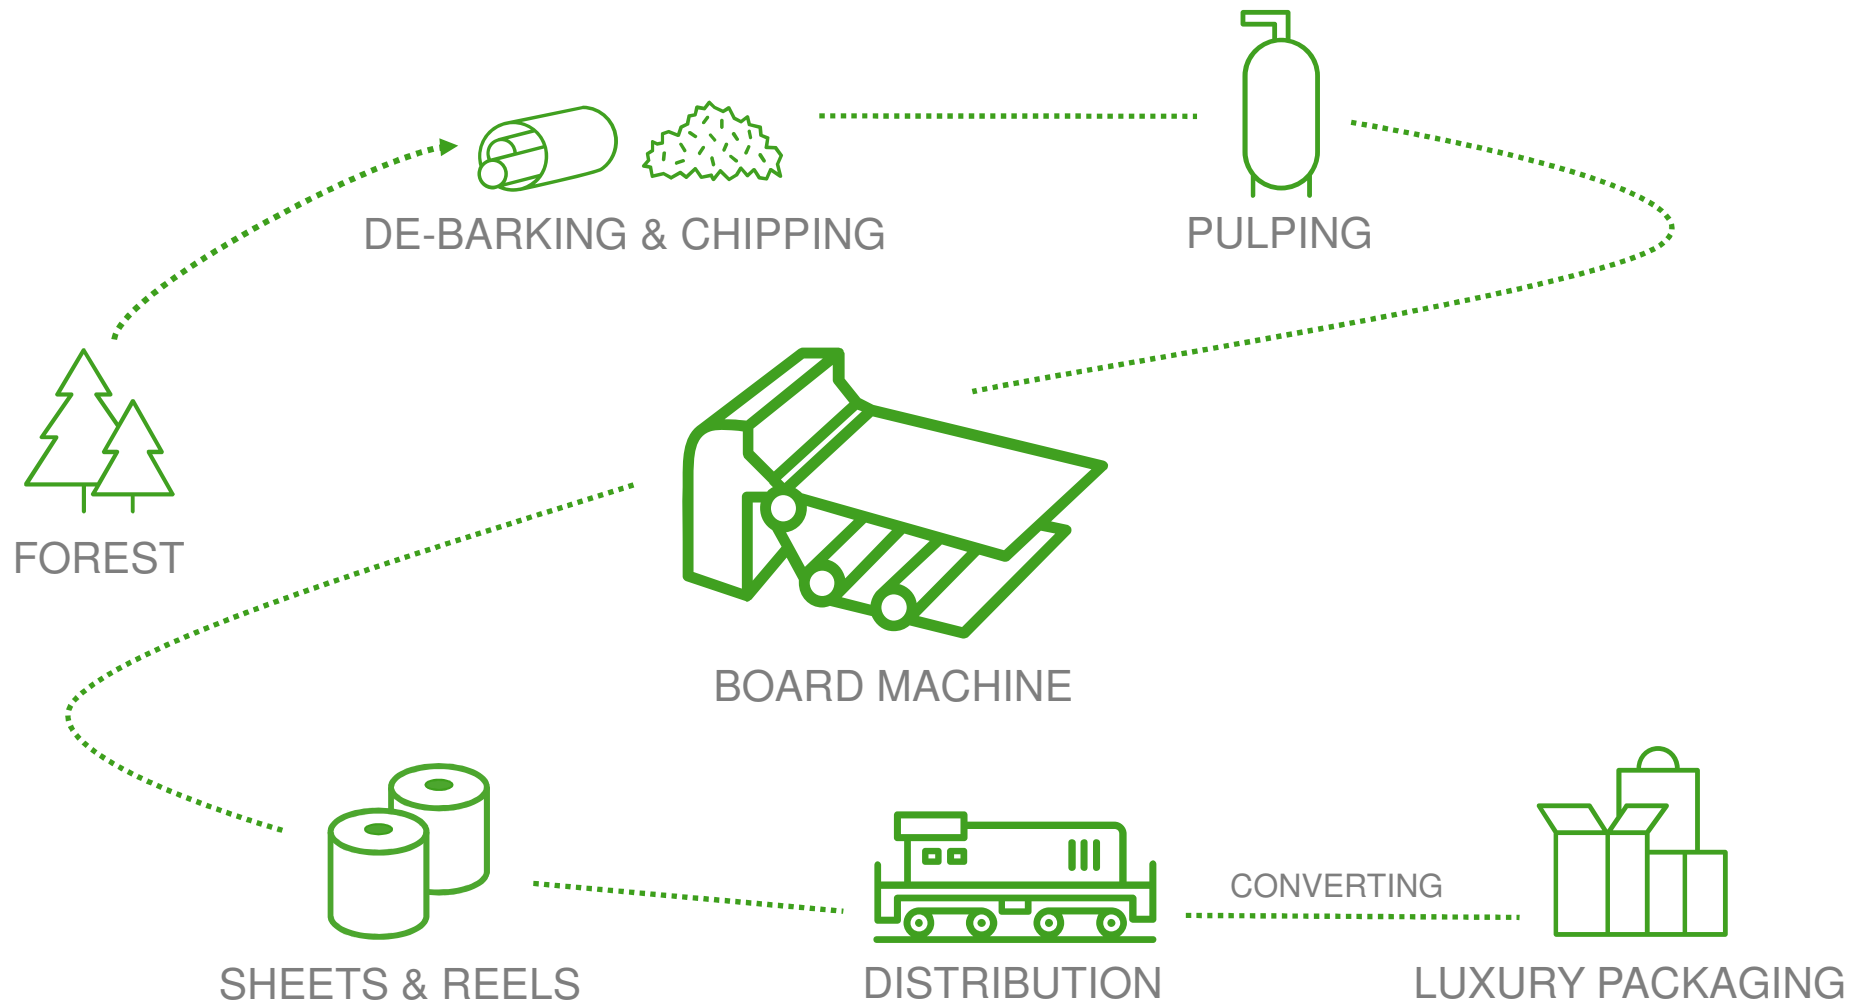 DE-BARKING & CHIPPING
PULPING
FOREST
BOARD MACHINE
CONVERTING
SHEETS & REELS
DISTRIBUTION
LUXURY PACKAGING